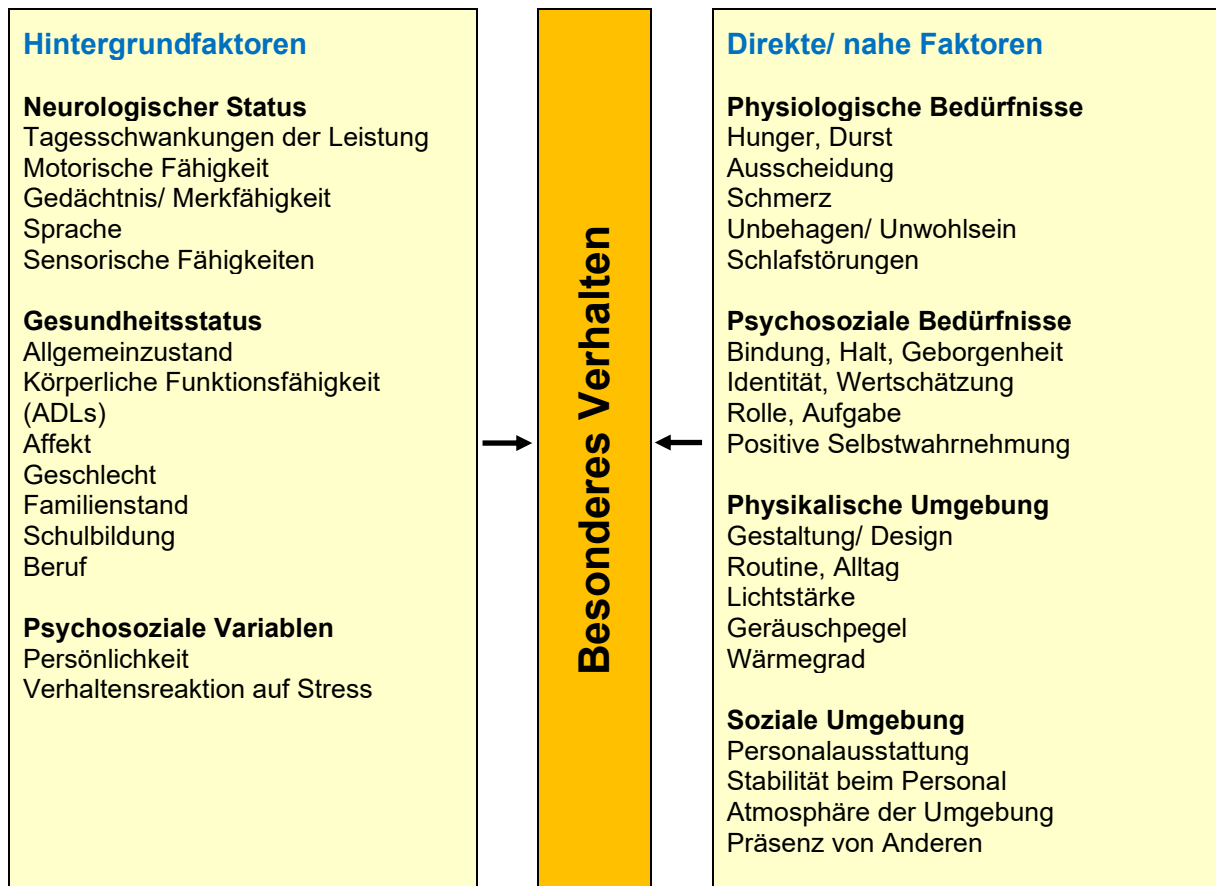 Hintergrundfaktoren
Neurologischer Status
Tagesschwankungen der Leistung
Motorische Fähigkeit
Gedächtnis/ Merkfähigkeit
Sprache
Sensorische Fähigkeiten
Gesundheitsstatus
Allgemeinzustand
Körperliche Funktionsfähigkeit
(ADLs)
Affekt
Geschlecht
Familienstand
Schulbildung
Beruf
Psychosoziale Variablen
Persönlichkeit
Verhaltensreaktion auf Stress
Besonderes Verhalten
Direkte/ nahe Faktoren
Physiologische Bedürfnisse
Hunger, Durst
Ausscheidung
Schmerz
Unbehagen/ Unwohlsein
Schlafstörungen
Psychosoziale Bedürfnisse
Bindung, Halt, Geborgenheit
Identität, Wertschätzung
Rolle, Aufgabe
Positive Selbstwahrnehmung
Physikalische Umgebung
Gestaltung/ Design
Routine, Alltag
Lichtstärke
Geräuschpegel
Wärmegrad
Soziale Umgebung
Personalausstattung
Stabilität beim Personal
Atmosphäre der Umgebung
Präsenz von Anderen